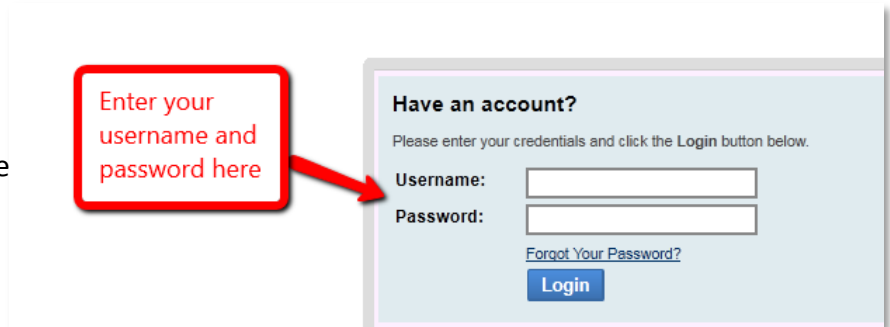 Enter your
username and
password here
e
Have an account?
Please enter your credentials and click the Login button below.
Username:
Password:
Forgot Your Password?
Login